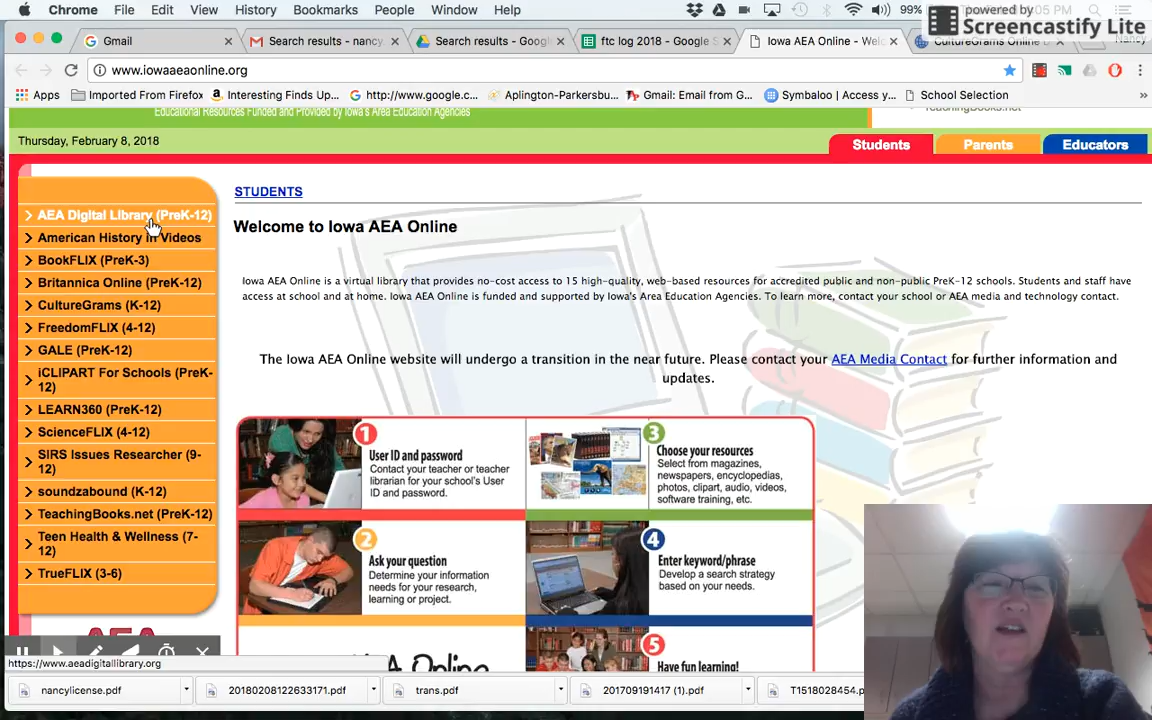 Chrome File Edit View History Bookmarks People Window Help 99%
powered by
Screencastify Lite
Gmail
Search results - nancy.
Search results - Goog
ftc log 2018 - Google S
Iowa AEA Online - Welc
CultureGrams Online
Nancy
www.iowaaeaonline.org
Apps
Imported From Firefox
Interesting Finds Up...
http://www.google.c...
Aplington-Parkersbu...
Gmail: Email from G...
Symbaloo | Access y...
School Selection
»
Educational Resources Funded and Provided by Iowa's Area Education Agencies
TeachingBooks.net
Thursday, February 8, 2018
Students
Parents
Educators
AEA Digital Library (PreK-12)
American History in Videos
BookFLIX (PreK-3)
Britannica Online (PreK-12)
CultureGrams (K-12)
FreedomFLIX (4-12)
GALE (PreK-12)
iCLIPART For Schools (PreK-
12)
LEARN360 (PreK-12)
ScienceFLIX (4-12)
SIRS Issues Researcher (9-
12)
soundzabound (K-12)
TeachingBooks.net (PreK-12)
Teen Health & Wellness (7-
12)
TrueFLIX (3-6)
AEA
STUDENTS
Welcome to Iowa AEA Online
Iowa AEA Online is a virtual library that provides no-cost access to 15 high-quality, web-based resources for accredited public and non-public PreK-12 schools. Students and staff have
access at school and at home. Iowa AEA Online is funded and supported by Iowa's Area Education Agencies. To learn more, contact your school or AEA media and technology contact.
The Iowa AEA Online website will undergo a transition in the near future. Please contact your AEA Media Contact for further information and
updates.
1
User ID and password
Contact your teacher or teacher
librarian for your school's User
ID and password.
3
Choose your resources
Select from magazines,
newspapers, encyclopedias,
photos, clipart, audio, videos,
software training, etc.
2
Ask your question
Determine your information
needs for your research,
learning or project.
4
Enter keyword/phrase
Develop a search strategy
based on your needs.
5
Have fun learning!
Online
https://www.aeadigitallibrary.org
nancylicense.pdf
20180208122633171.pdf
trans.pdf
201709191417 (1).pdf
T1518028454.p